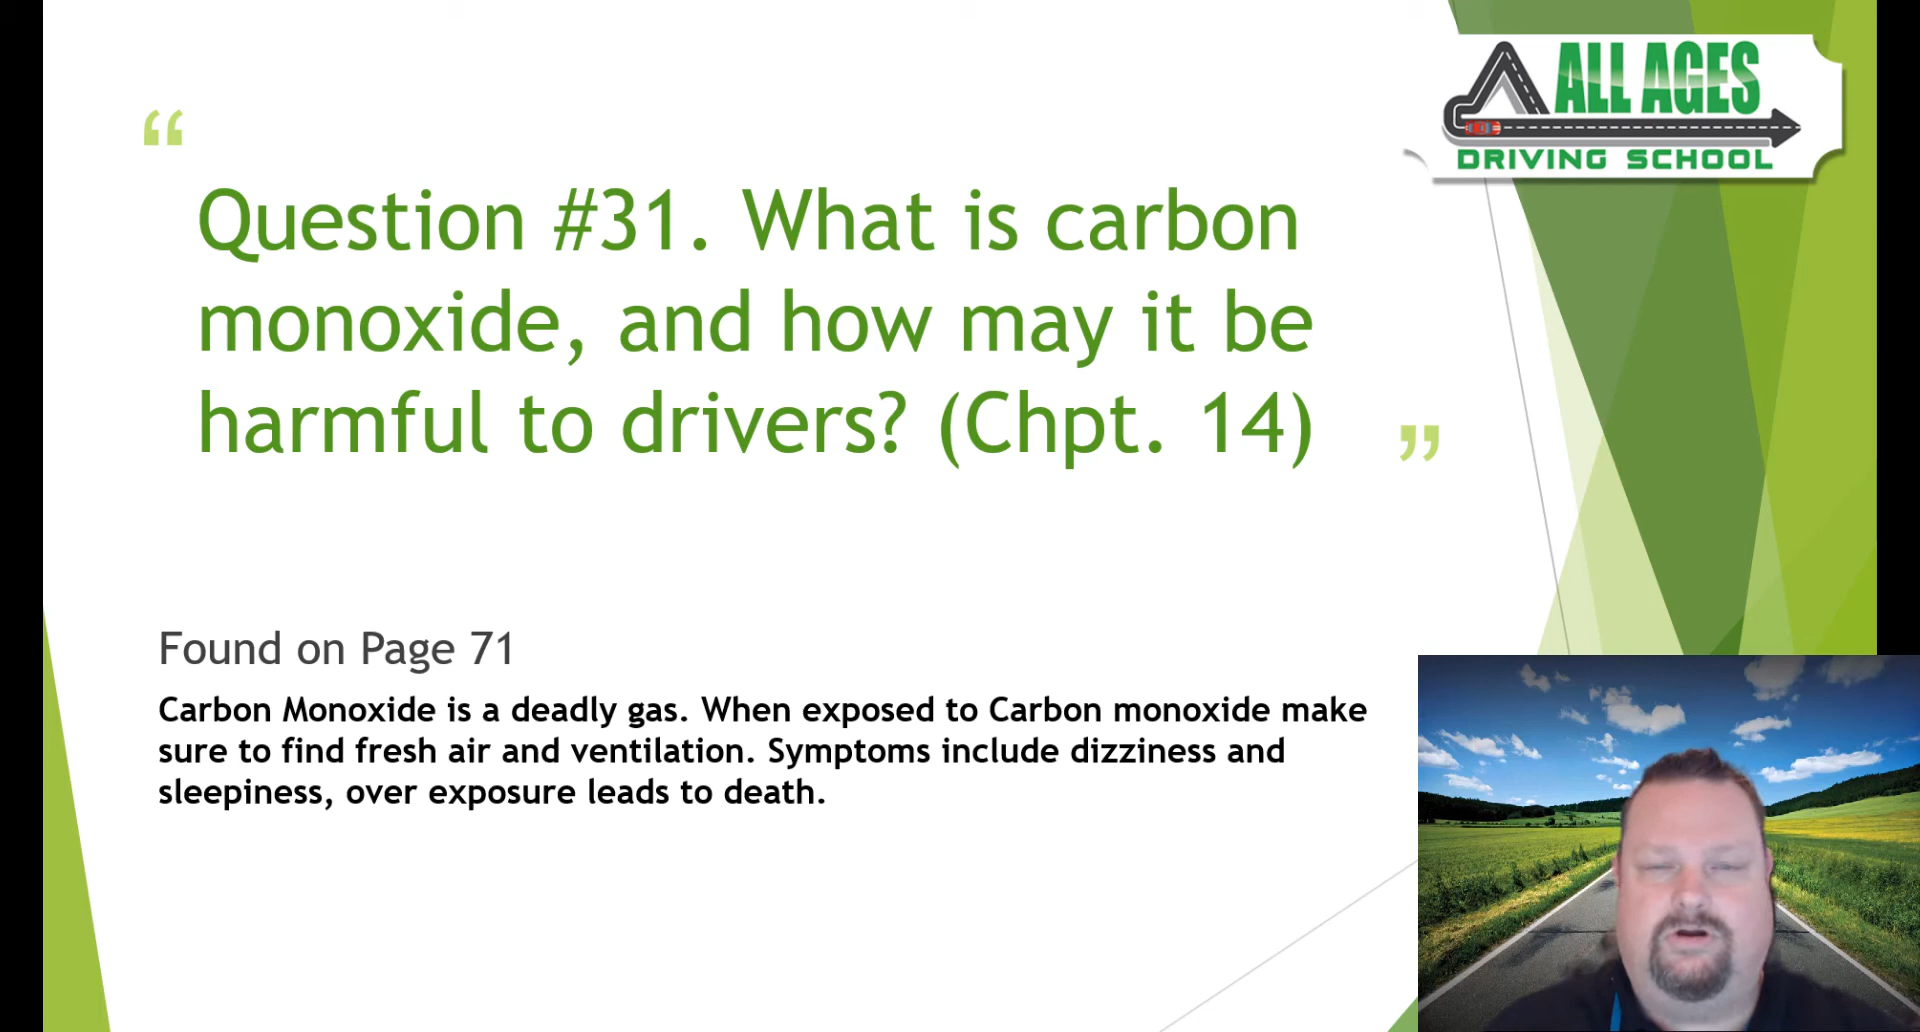 ALL AGES
DRIVING SCHOOL
“
Question #31. What is carbon
monoxide, and how may it be
harmful to drivers? (Chpt. 14)
”
Found on Page 71
Carbon Monoxide is a deadly gas. When exposed to Carbon monoxide make
sure to find fresh air and ventilation. Symptoms include dizziness and
sleepiness, over exposure leads to death.